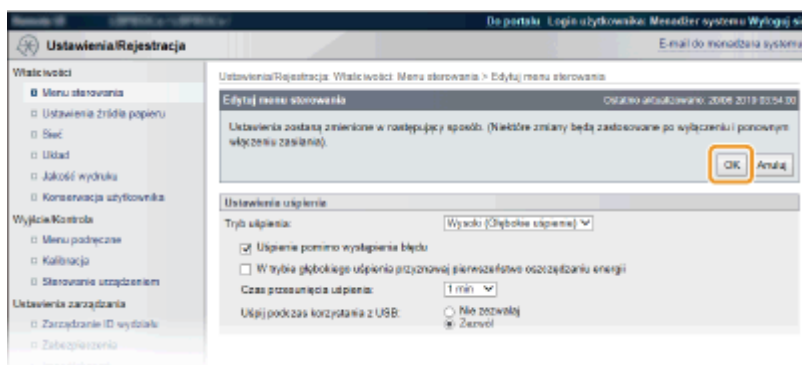 Remote UI
Do portalu Login użytkownika: Menedżer systemu Wyloguj si
Ustawienia/Rejestracja
E-mail do menedżera systemu
Właściwości
Menu sterowania
Ustawienia źródła papieru
Sieć
Układ
Jakość wydruku
Konserwacja użytkownika
Wyjście/Kontrola
Menu podręczne
Kalibracja
Sterowanie urządzeniem
Ustawienia zarządzania
Zarządzanie ID wydziału
Zabezpieczenia
Ustawienia/Rejestracja: Właściwości: Menu sterowania > Edytuj menu sterowania
Edytuj menu sterowania
Ostatnio aktualizowano: 20/06 2019 03:54:00
Ustawienia zostaną zmienione w następujący sposób. (Niektóre zmiany będą zastosowane po wyłączeniu i ponownym
włączeniu zasilania).
OK Anuluj
Ustawienie uśpienia
Tryb uśpienia: Wysoki (Głębokie uśpienie)
Uśpienie pomimo wystąpienia błędu
W trybie głębokiego uśpienia przyznawaj pierwszeństwo oszczędzaniu energii
Czas przesunięcia uśpienia: 1 min
Uśpij podczas korzystania z USB: Nie zezwalaj
Zezwól